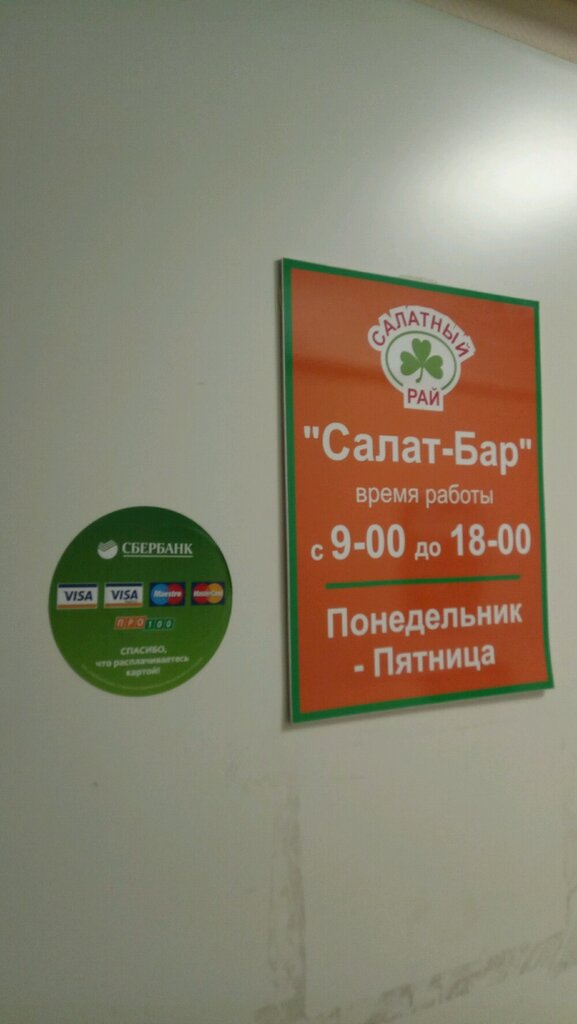 САЛАТНЫЙ
РАЙ
"Салат-Бар"
время работы
с 9-00 до 18-00
Понедельник
- Пятница
СБЕРБАНК
VISA VISA Maestro MasterCard
ПРО100
СПАСИБО,
что расплачиваетесь
картой!